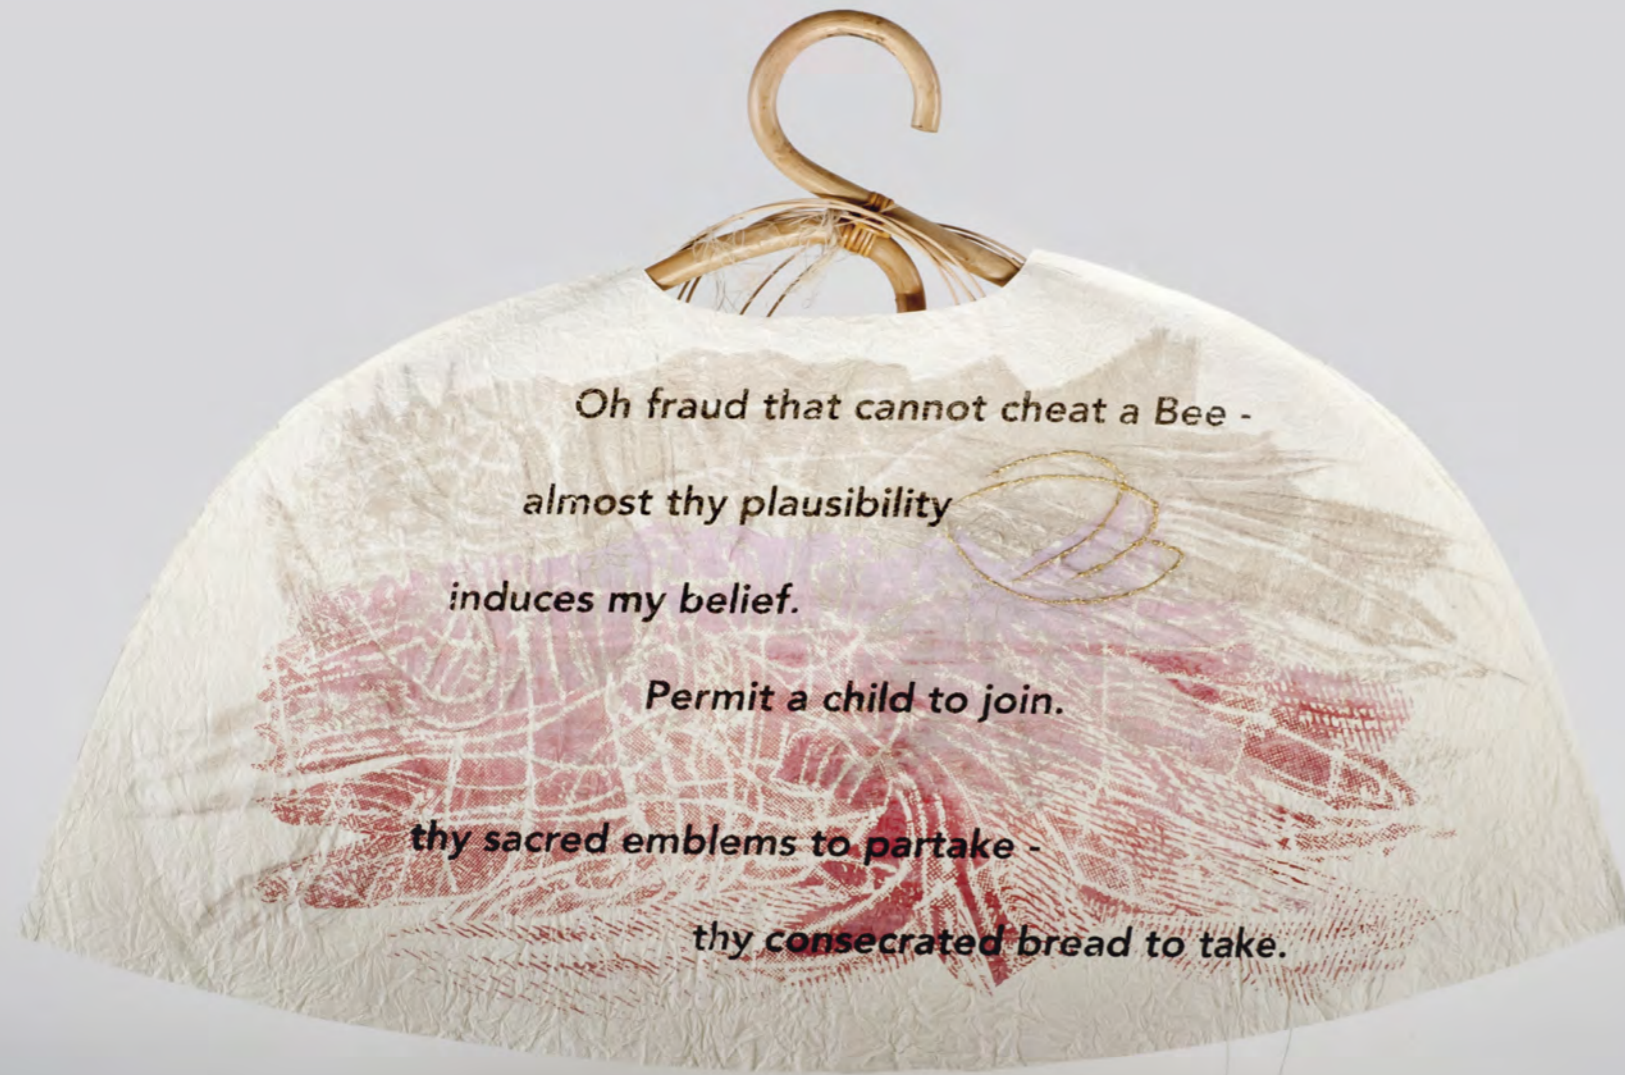 Oh fraud that cannot cheat a Bee -
almost thy plausibility
induces my belief.
Permit a child to join.
thy sacred emblems to partake -
thy consecrated bread to take.